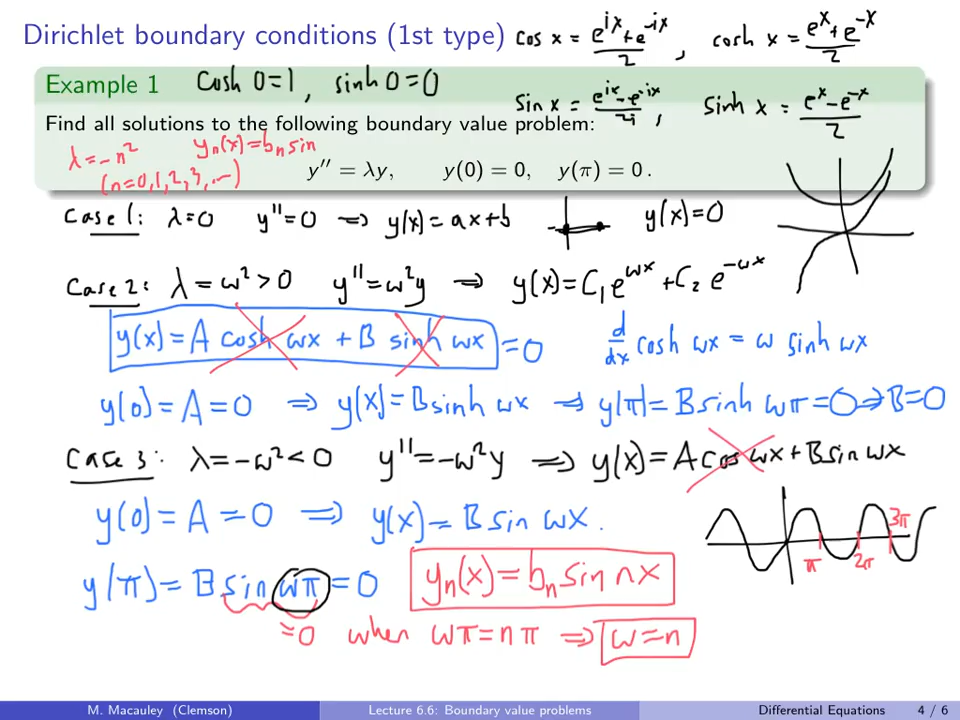 Dirichlet boundary conditions (1st type)
cos x = (e^{ix} + e^{-ix})/2 , cosh x = (e^x + e^{-x})/2
Example 1
cosh 0 = 1 , sinh 0 = 0
sin x = (e^{ix} - e^{-ix})/2i , sinh x = (e^x - e^{-x})/2
Find all solutions to the following boundary value problem:
λ = -n² y_n(x) = b_n sin
(n = 0, 1, 2, 3, ...)
y′′ = λy, y(0) = 0, y(π) = 0 .
Case 1: λ = 0 y'' = 0 ⟹ y(x) = ax + b y(x) = 0
Case 2: λ = ω² > 0 y'' = ω²y ⟹ y(x) = C₁e^{ωx} + C₂e^{-ωx}
y(x) = A cosh ωx + B sinh ωx = 0 d/dx cosh ωx = ω sinh ωx
y(0) = A = 0 ⟹ y(x) = B sinh ωx ⟹ y(π) = B sinh ωπ = 0 ⟹ B = 0
Case 3: λ = -ω² < 0 y'' = -ω²y ⟹ y(x) = A cos ωx + B sin ωx
y(0) = A = 0 ⟹ y(x) = B sin ωx .
π 2π 3π
y(π) = B sin ωπ = 0 y_n(x) = b_n sin nx
= 0 when ωπ = nπ ⟹ ω = n
M. Macauley (Clemson) Lecture 6.6: Boundary value problems Differential Equations 4 / 6